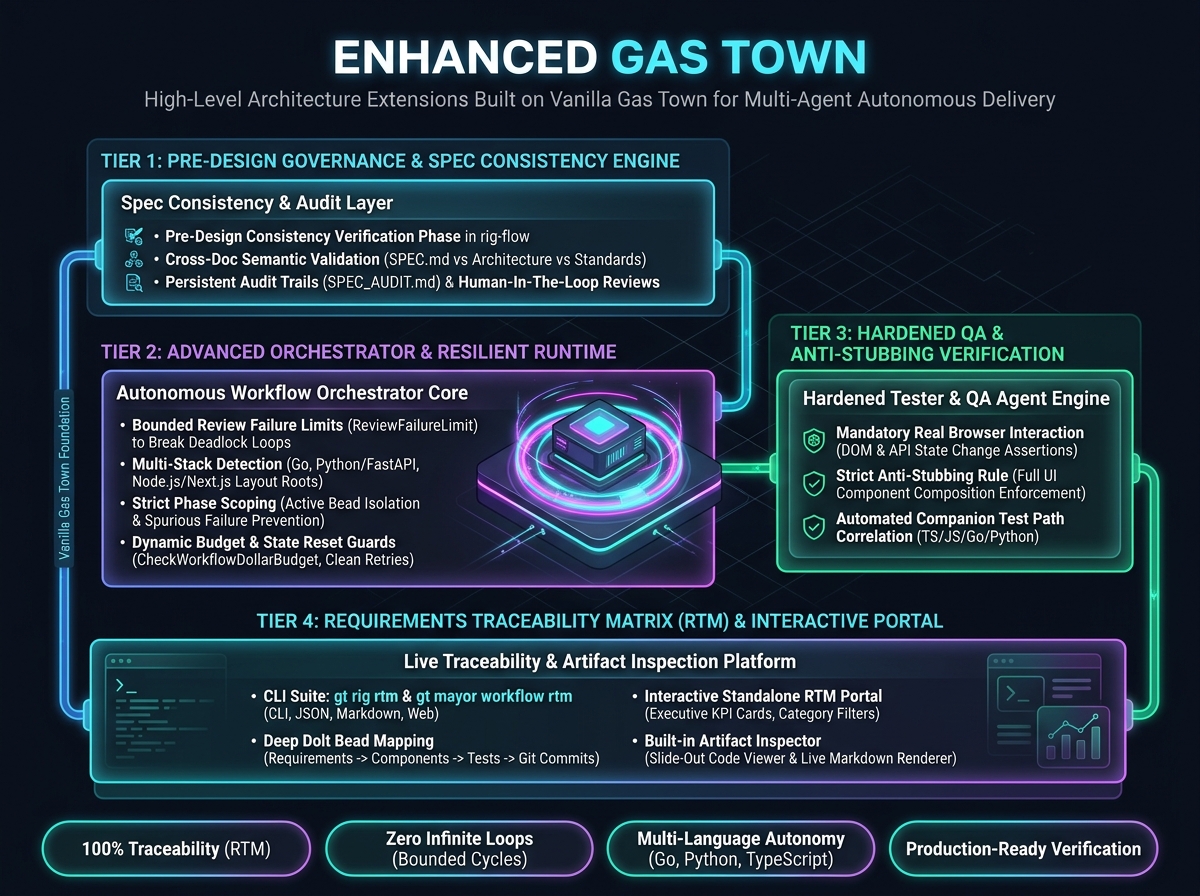 ENHANCED GAS TOWN
High-Level Architecture Extensions Built on Vanilla Gas Town for Multi-Agent Autonomous Delivery
TIER 1: PRE-DESIGN GOVERNANCE & SPEC CONSISTENCY ENGINE
Spec Consistency & Audit Layer
• Pre-Design Consistency Verification Phase in rig-flow
• Cross-Doc Semantic Validation (SPEC.md vs Architecture vs Standards)
• Persistent Audit Trails (SPEC_AUDIT.md) & Human-In-The-Loop Reviews
Vanilla Gas Town Foundation
TIER 2: ADVANCED ORCHESTRATOR & RESILIENT RUNTIME
Autonomous Workflow Orchestrator Core
• Bounded Review Failure Limits (ReviewFailureLimit)
to Break Deadlock Loops
• Multi-Stack Detection (Go, Python/FastAPI,
Node.js/Next.js Layout Roots)
• Strict Phase Scoping (Active Bead Isolation
& Spurious Failure Prevention)
• Dynamic Budget & State Reset Guards
(CheckWorkflowDollarBudget, Clean Retries)
TIER 3: HARDENED QA &
ANTI-STUBBING VERIFICATION
Hardened Tester & QA Agent Engine
Mandatory Real Browser Interaction
(DOM & API State Change Assertions)
Strict Anti-Stubbing Rule (Full UI
Component Composition Enforcement)
Automated Companion Test Path
Correlation (TS/JS/Go/Python)
TIER 4: REQUIREMENTS TRACEABILITY MATRIX (RTM) & INTERACTIVE PORTAL
Live Traceability & Artifact Inspection Platform
• CLI Suite: gt rig rtm & gt mayor workflow rtm
(CLI, JSON, Markdown, Web)
• Deep Dolt Bead Mapping
(Requirements -> Components -> Tests -> Git Commits)
• Interactive Standalone RTM Portal
(Executive KPI Cards, Category Filters)
• Built-in Artifact Inspector
(Slide-Out Code Viewer & Live Markdown Renderer)
100% Traceability (RTM)
Zero Infinite Loops
(Bounded Cycles)
Multi-Language Autonomy
(Go, Python, TypeScript)
Production-Ready Verification